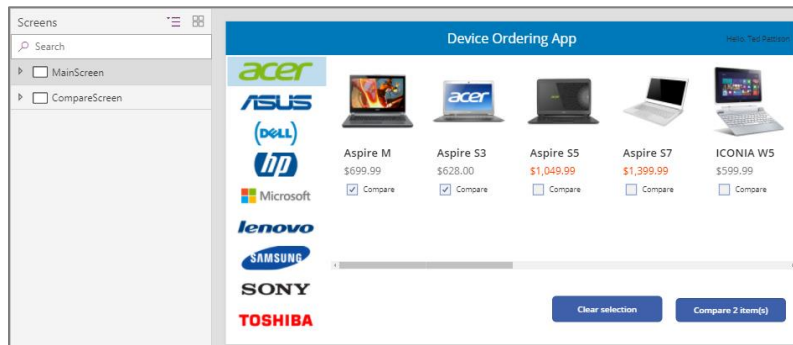 Screens
Search
MainScreen
CompareScreen
Device Ordering App
Hello, Ted Pattison
acer
ASUS
DELL
hp
Microsoft
lenovo
SAMSUNG
SONY
TOSHIBA
acer
Aspire M
$699.99
Compare
Aspire S3
$628.00
Compare
Aspire S5
$1,049.99
Compare
Aspire S7
$1,399.99
Compare
ICONIA W5
$599.99
Compare
Clear selection
Compare 2 item(s)